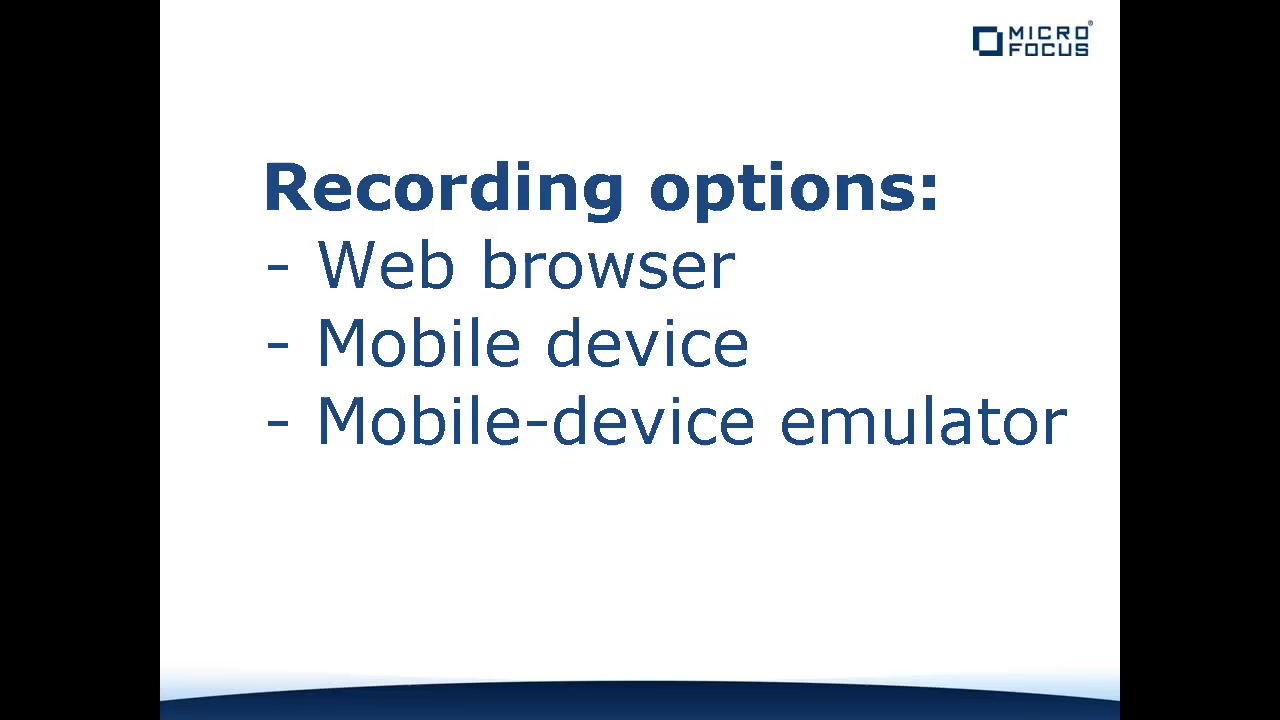 MICRO
FOCUS®
Recording options:
- Web browser
- Mobile device
- Mobile-device emulator